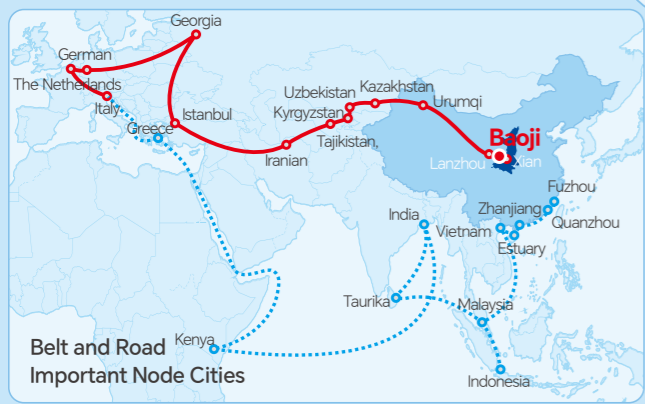 Georgia
German
The Netherlands
Italy
Greece
Istanbul
Iranian
Uzbekistan
Kazakhstan
Kyrgyzstan
Tajikistan,
Urumqi
Baoji
Lanzhou
Xian
Fuzhou
Zhanjiang
Quanzhou
India
Vietnam
Estuary
Taurika
Malaysia
Kenya
Indonesia
Belt and Road
Important Node Cities